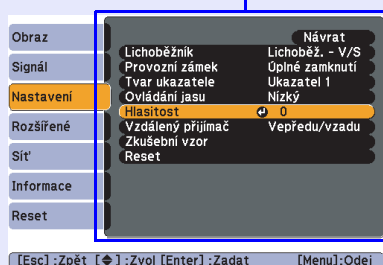 Obraz
Signál
Nastavení
Rozšířené
Síť
Informace
Reset
Návrat
Lichoběžník Lichoběž. - V/S
Provozní zámek Úplné zamknutí
Tvar ukazatele Ukazatel 1
Ovládání jasu Nízký
Hlasitost 0
Vzdálený přijímač Vepředu/vzadu
Zkušební vzor
Reset
[Esc] :Zpět [◆] :Zvol [Enter] :Zadat [Menu]:Odej